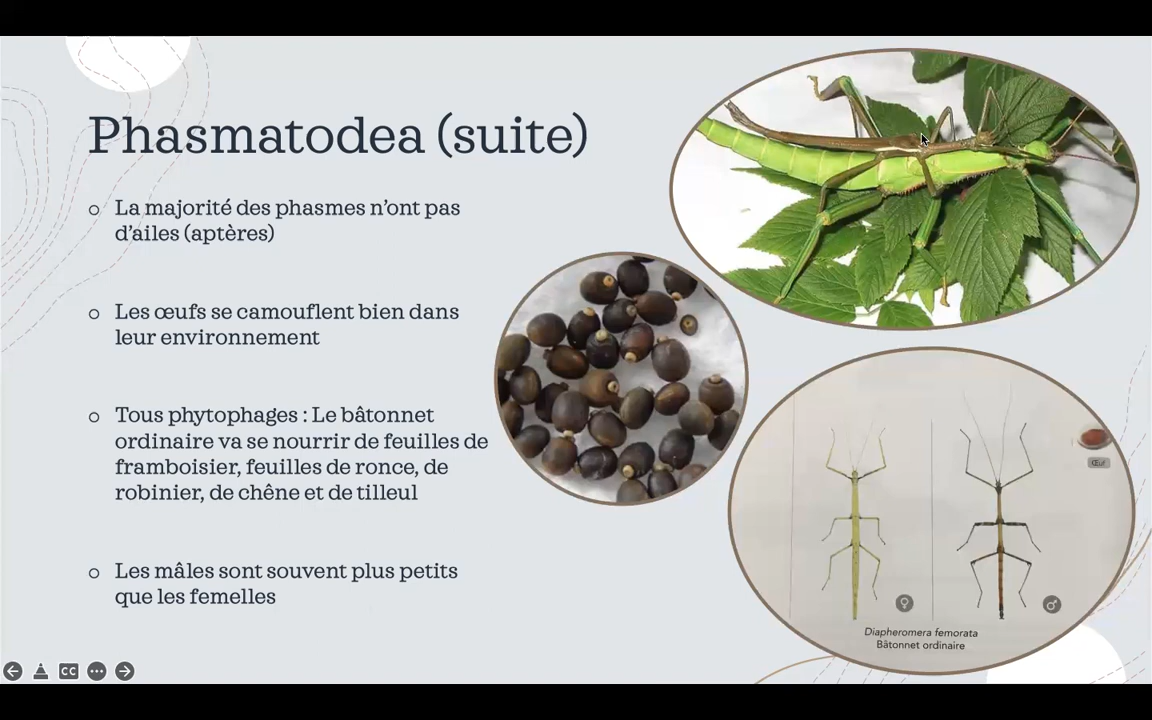 Phasmatodea (suite)
La majorité des phasmes n’ont pas
d’ailes (aptères)
Les œufs se camouflent bien dans
leur environnement
Tous phytophages : Le bâtonnet
ordinaire va se nourrir de feuilles de
framboisier, feuilles de ronce, de
robinier, de chêne et de tilleul
Les mâles sont souvent plus petits
que les femelles
Œuf
♀
♂
Diapheromera femorata
Bâtonnet ordinaire
CC